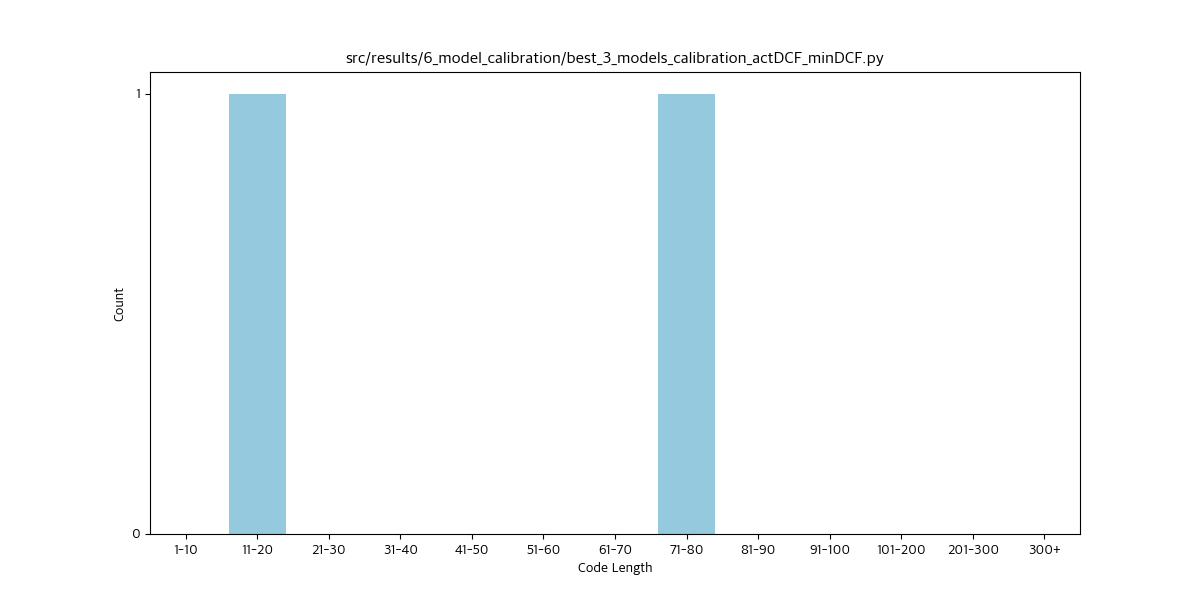 src/results/6_model_calibration/best_3_models_calibration_actDCF_minDCF.py
1
Count
0
1-10 11-20 21-30 31-40 41-50 51-60 61-70 71-80 81-90 91-100 101-200 201-300 300+
Code Length